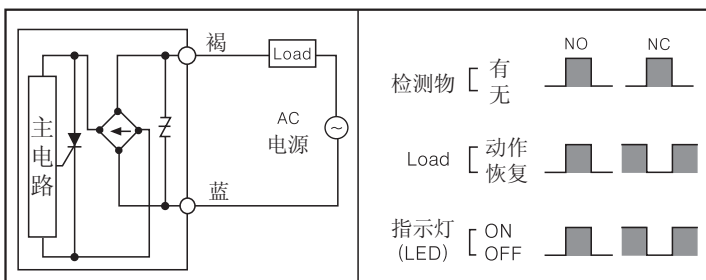 主电路
褐
Load
AC
电源
~
蓝
NO NC
检测物 有
无
Load 动作
恢复
指示灯 ON
(LED) OFF